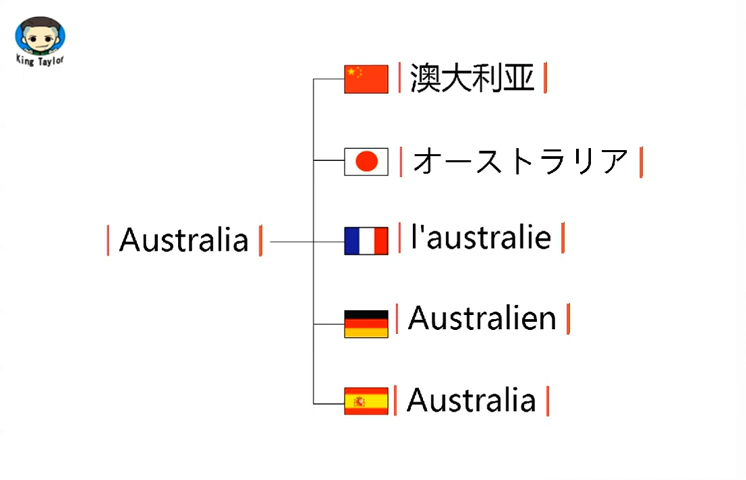 King Taylor
澳大利亚
オーストラリア
Australia
l'australie
Australien
Australia